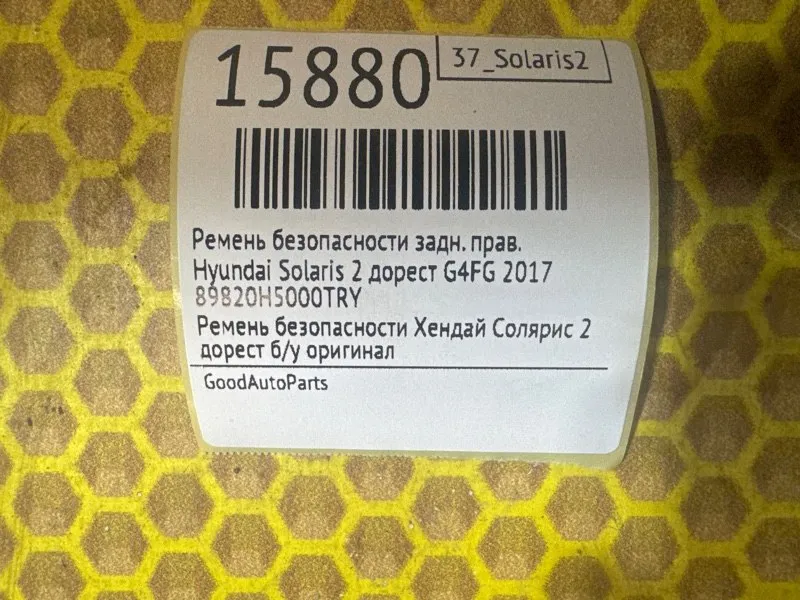 15880
37_Solaris2
Ремень безопасности задн. прав.
Hyundai Solaris 2 дорест G4FG 2017
89820H5000TRY
Ремень безопасности Хендай Солярис 2
дорест б/у оригинал
GoodAutoParts